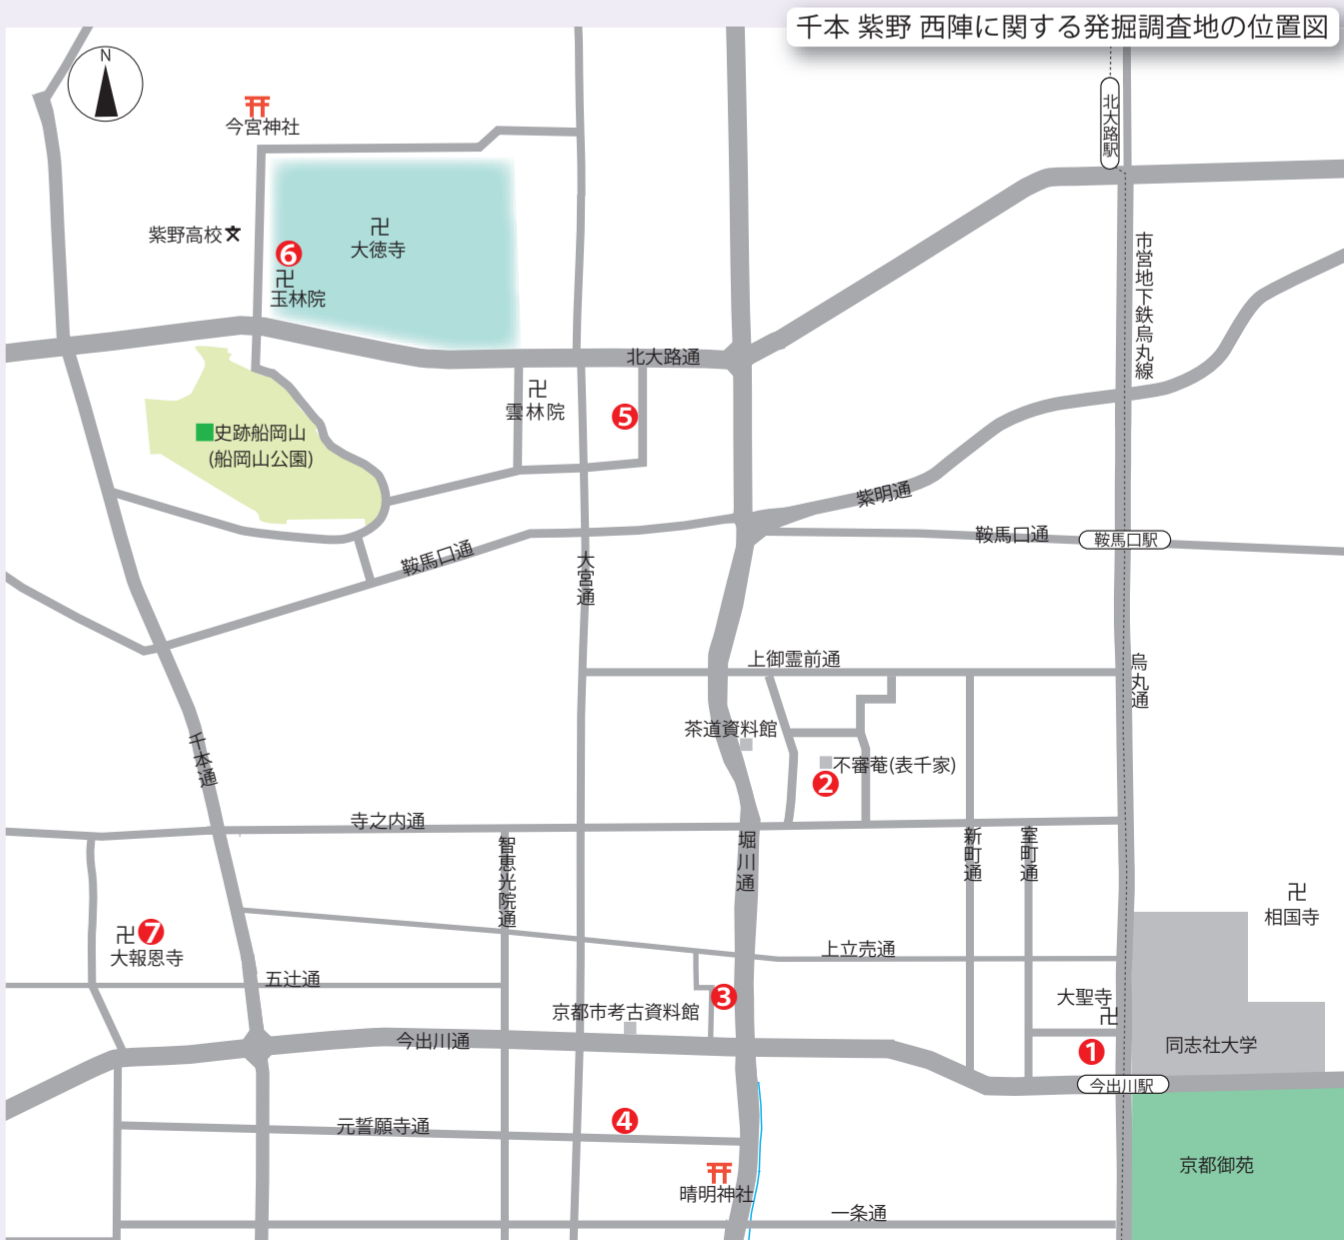 千本 紫野 西陣に関する発掘調査地の位置図
N
今宮神社
北大路駅
紫野高校
大徳寺
6
玉林院
市営地下鉄烏丸線
北大路通
雲林院
5
史跡船岡山
(船岡山公園)
紫明通
鞍馬口通
鞍馬口通
鞍馬口駅
大宮通
上御霊前通
烏丸通
茶道資料館
不審菴(表千家)
2
千本通
寺之内通
智恵光院通
堀川通
新町通
室町通
相国寺
7
大報恩寺
上立売通
五辻通
3
大聖寺
京都市考古資料館
今出川通
1
同志社大学
今出川駅
4
元誓願寺通
京都御苑
晴明神社
一条通